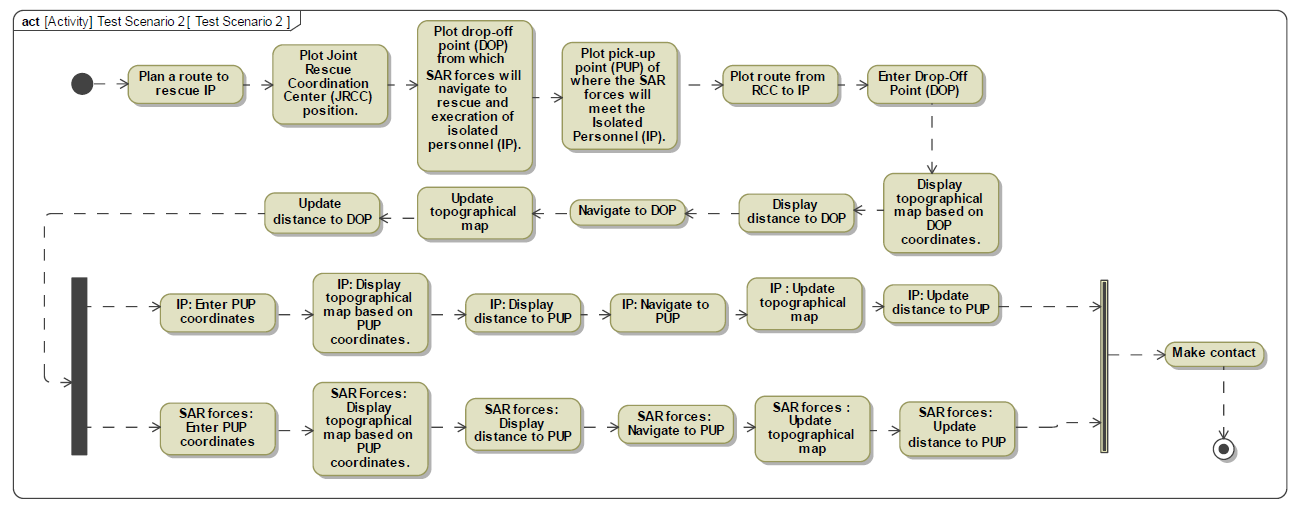 act [Activity] Test Scenario 2 [ Test Scenario 2 ]
Plan a route to
rescue IP
Plot Joint
Rescue
Coordination
Center (JRCC)
position.
Plot drop-off
point (DOP)
from which
SAR forces will
navigate to
rescue and
execration of
isolated
personnel (IP).
Plot pick-up
point (PUP) of
where the SAR
forces will
meet the
Isolated
Personnel (IP).
Plot route from
RCC to IP
Enter Drop-Off
Point (DOP)
Display
topographical
map based on
DOP
coordinates.
Display
distance to DOP
Navigate to DOP
Update
topographical
map
Update
distance to DOP
IP: Enter PUP
coordinates
IP: Display
topographical
map based on
PUP
coordinates.
IP: Display
distance to PUP
IP: Navigate to
PUP
IP : Update
topographical
map
IP: Update
distance to PUP
SAR forces:
Enter PUP
coordinates
SAR Forces:
Display
topographical
map based on
PUP
coordinates.
SAR forces:
Display
distance to PUP
SAR forces:
Navigate to PUP
SAR forces :
Update
topographical
map
SAR forces:
Update
distance to PUP
Make contact